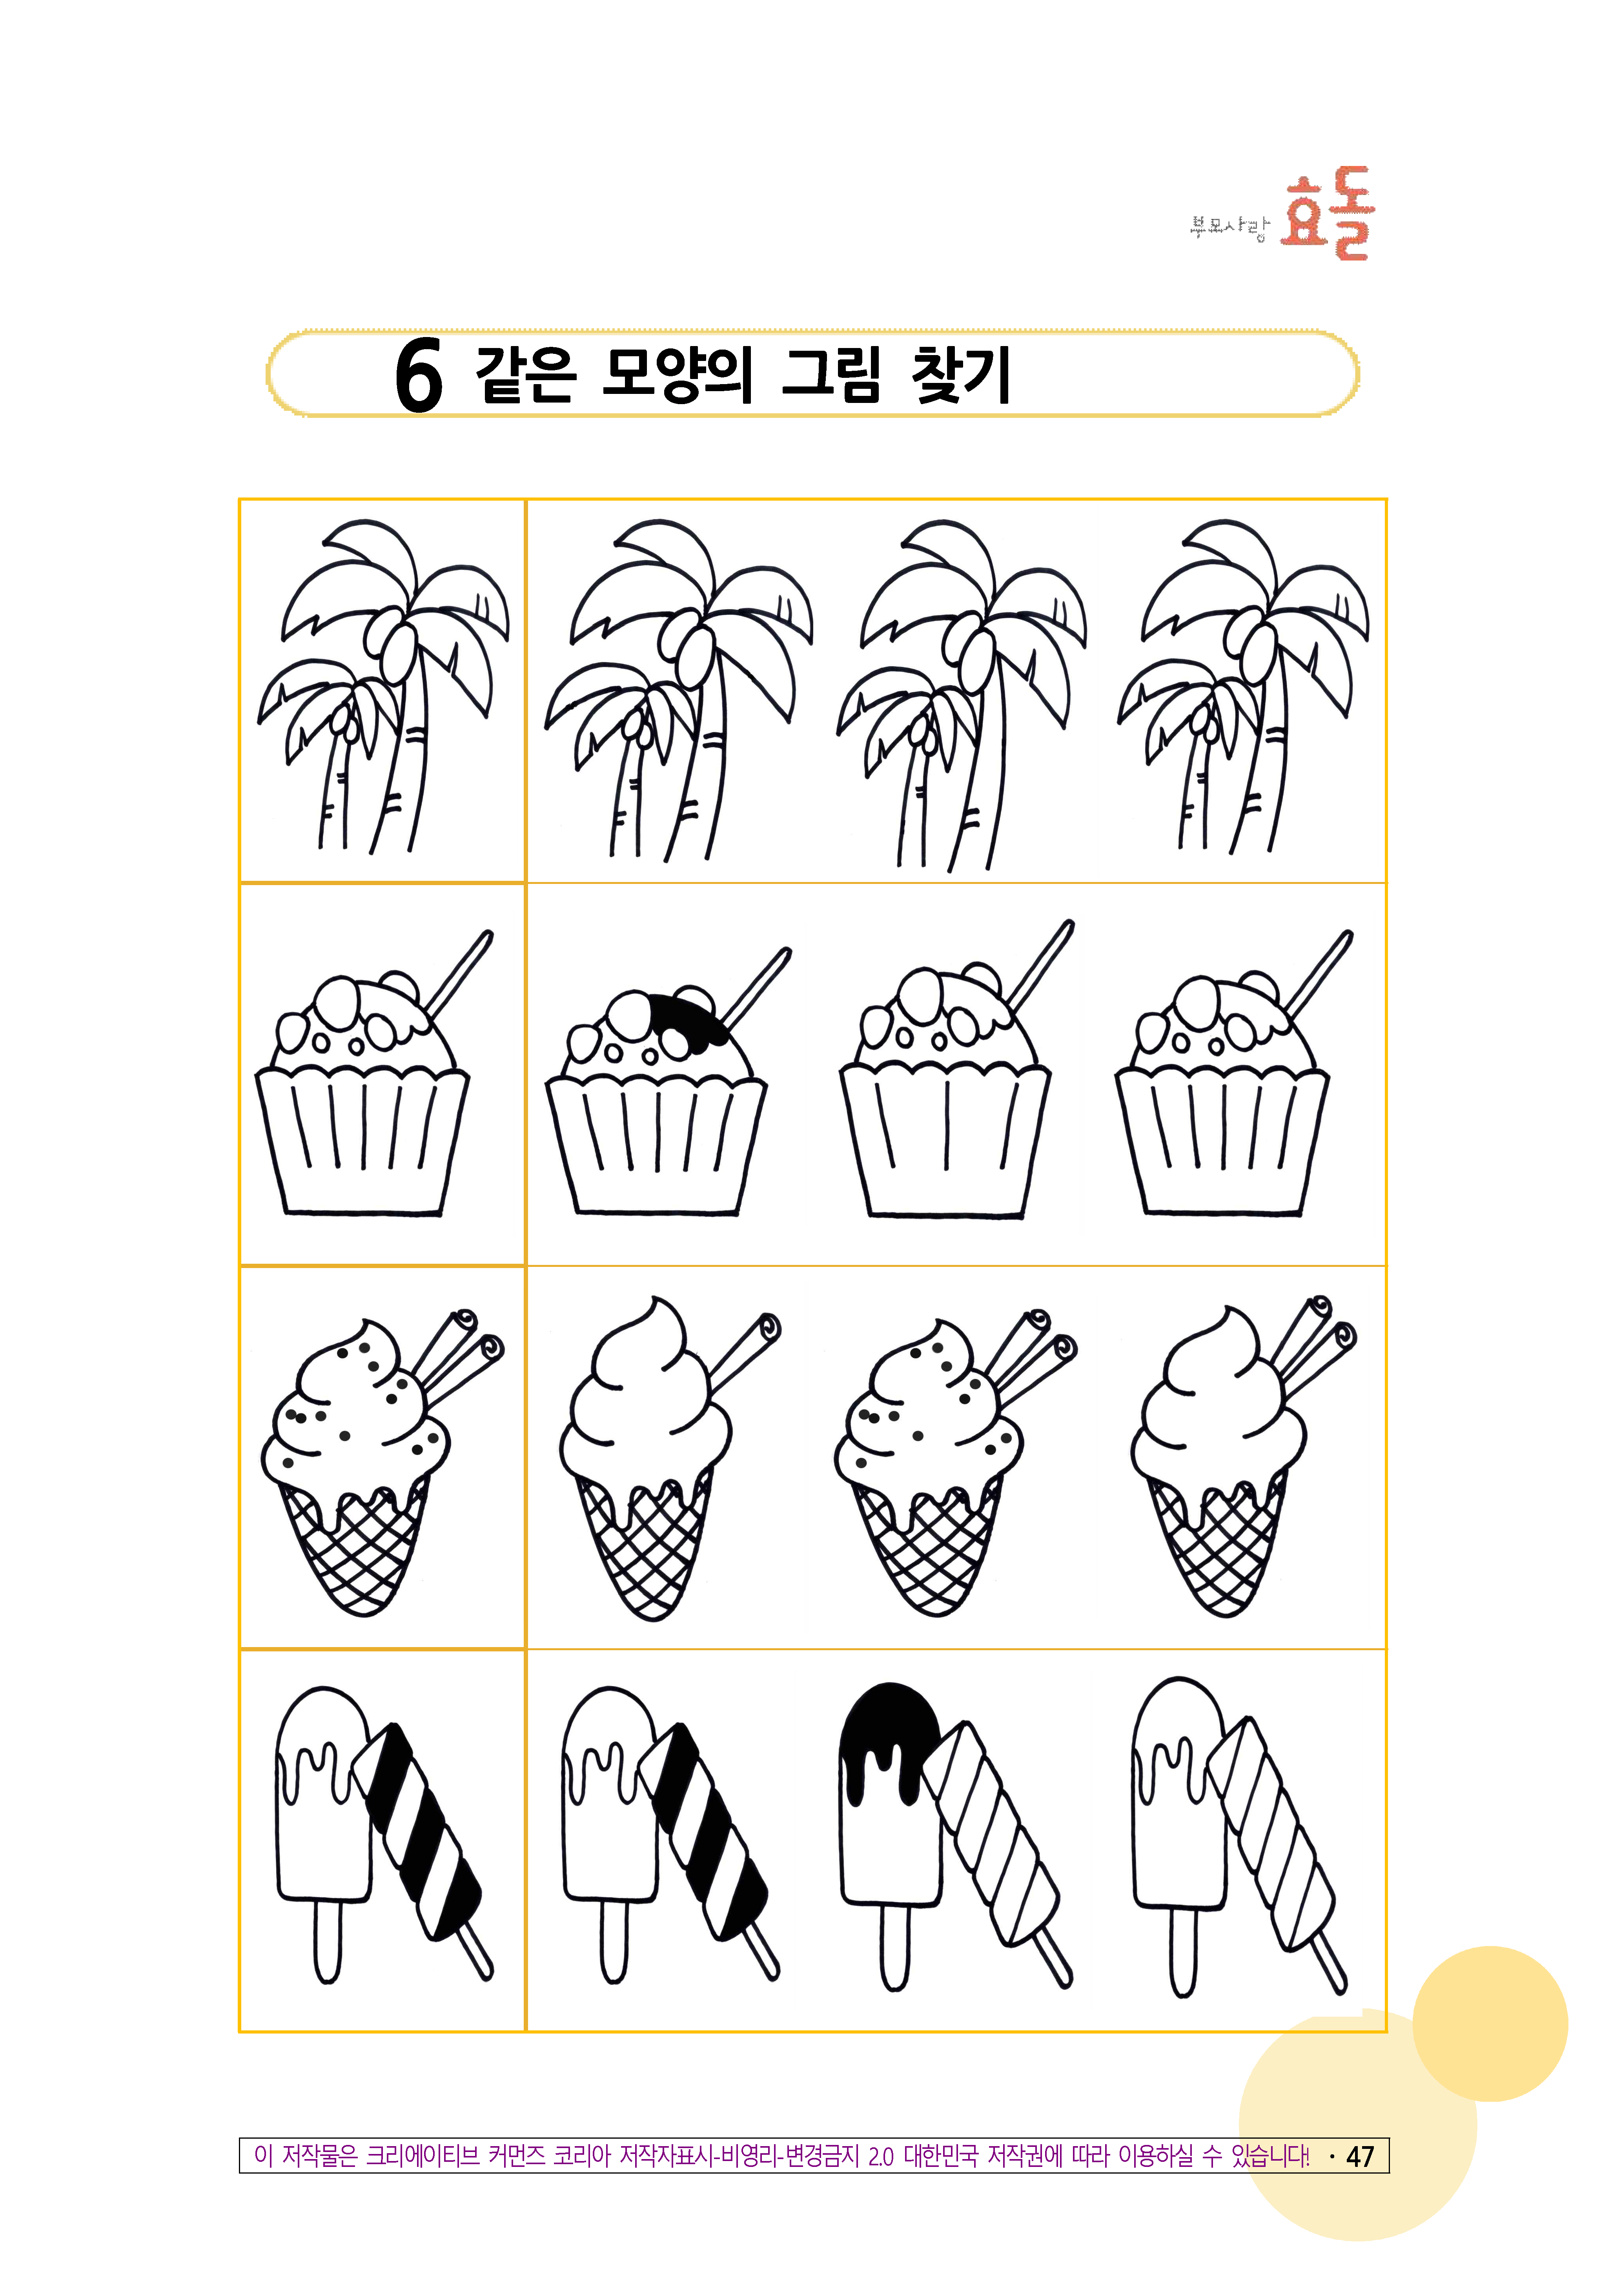 부모사랑 효돌
6 같은 모양의 그림 찾기
이 저작물은 크리에이티브 커먼즈 코리아 저작자표시-비영리-변경금지 2.0 대한민국 저작권에 따라 이용하실 수 있습니다! · 47